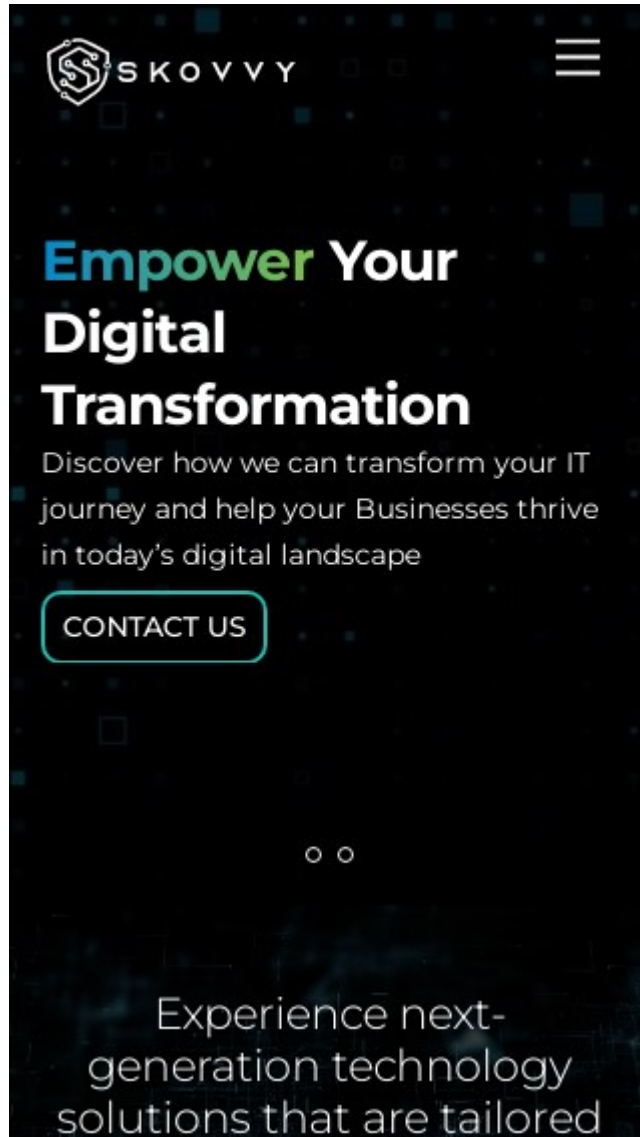 SKOVVY
Empower Your
Digital
Transformation
Discover how we can transform your IT
journey and help your Businesses thrive
in today’s digital landscape
CONTACT US
Experience next-
generation technology
solutions that are tailored